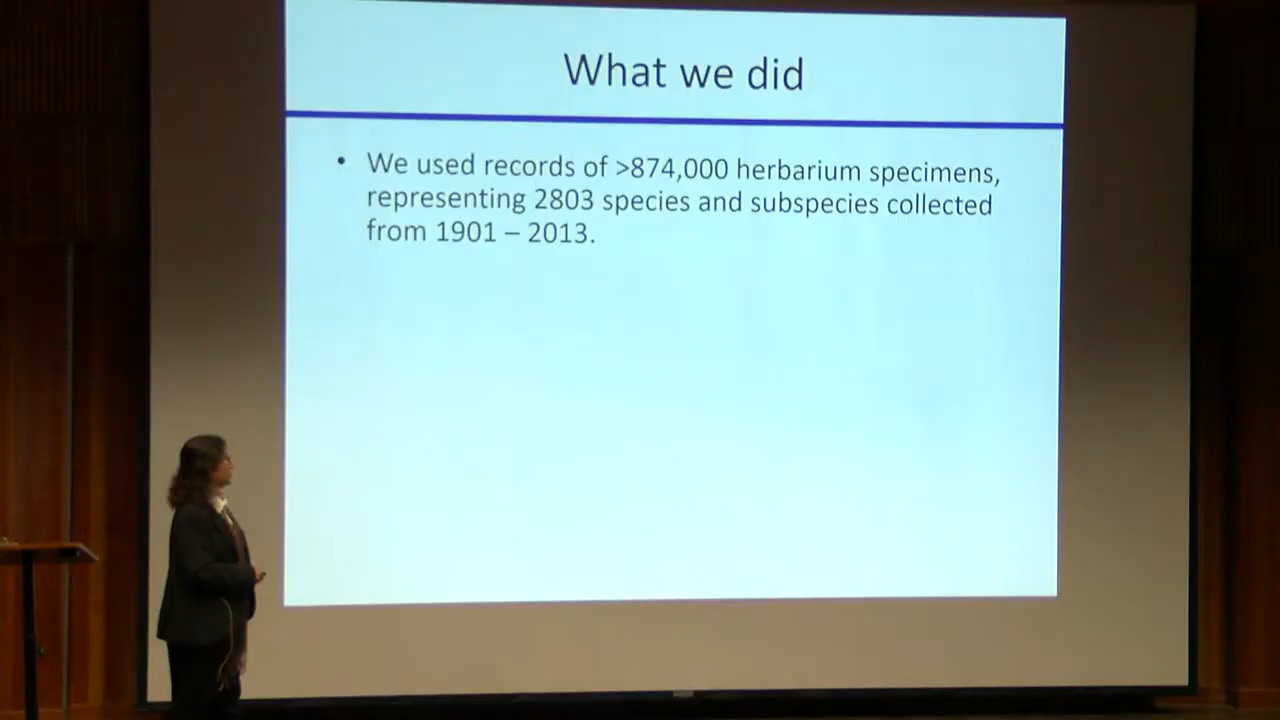 What we did
• We used records of >874,000 herbarium specimens,
representing 2803 species and subspecies collected
from 1901 – 2013.